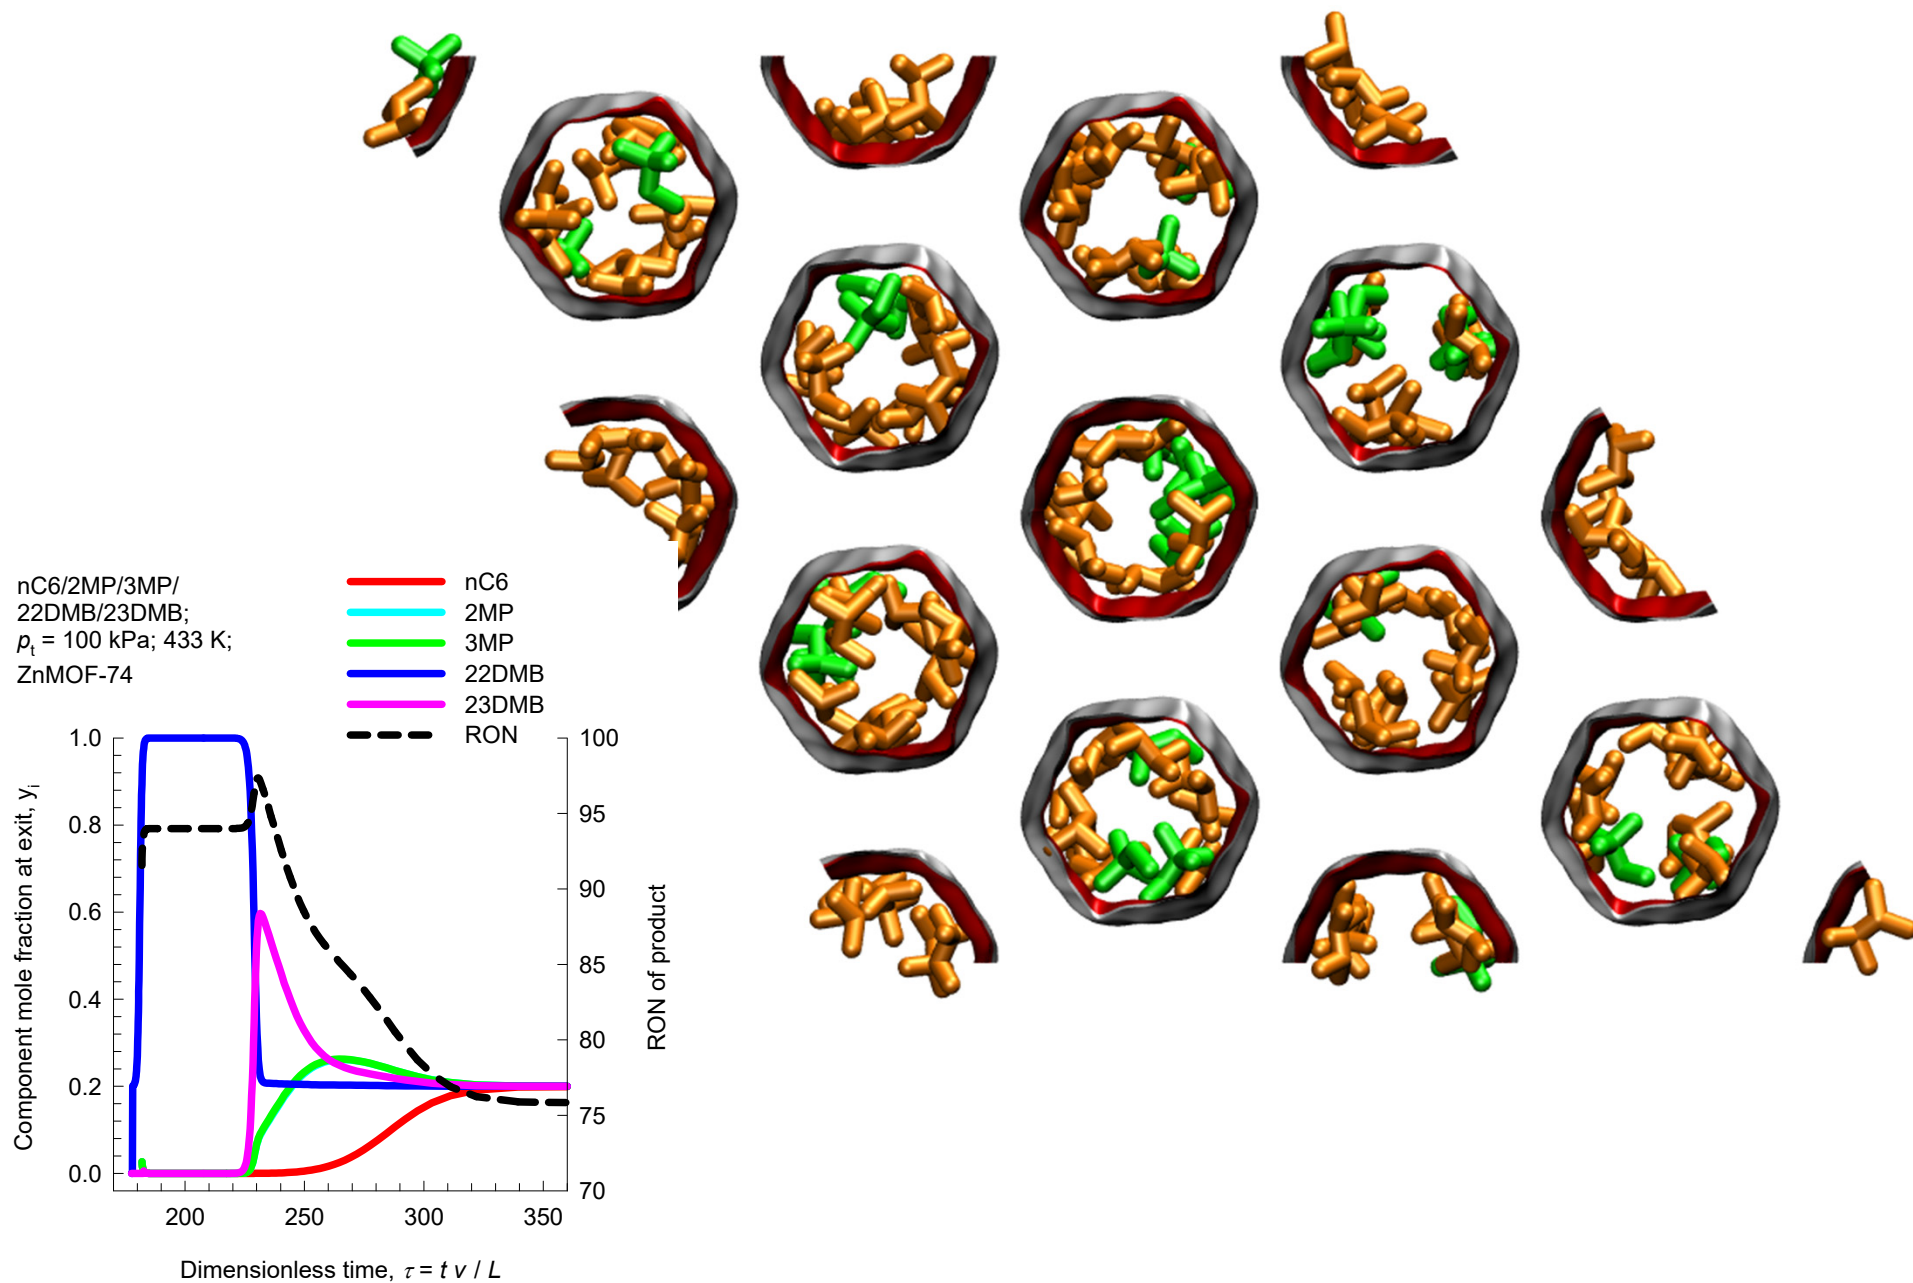 nC6/2MP/3MP/
22DMB/23DMB;
pt = 100 kPa; 433 K;
ZnMOF-74
nC6
2MP
3MP
22DMB
23DMB
RON
Component mole fraction at exit, yi
1.0
0.8
0.6
0.4
0.2
0.0
100
95
90
85
80
75
70
RON of product
200 250 300 350
Dimensionless time, τ = t v / L